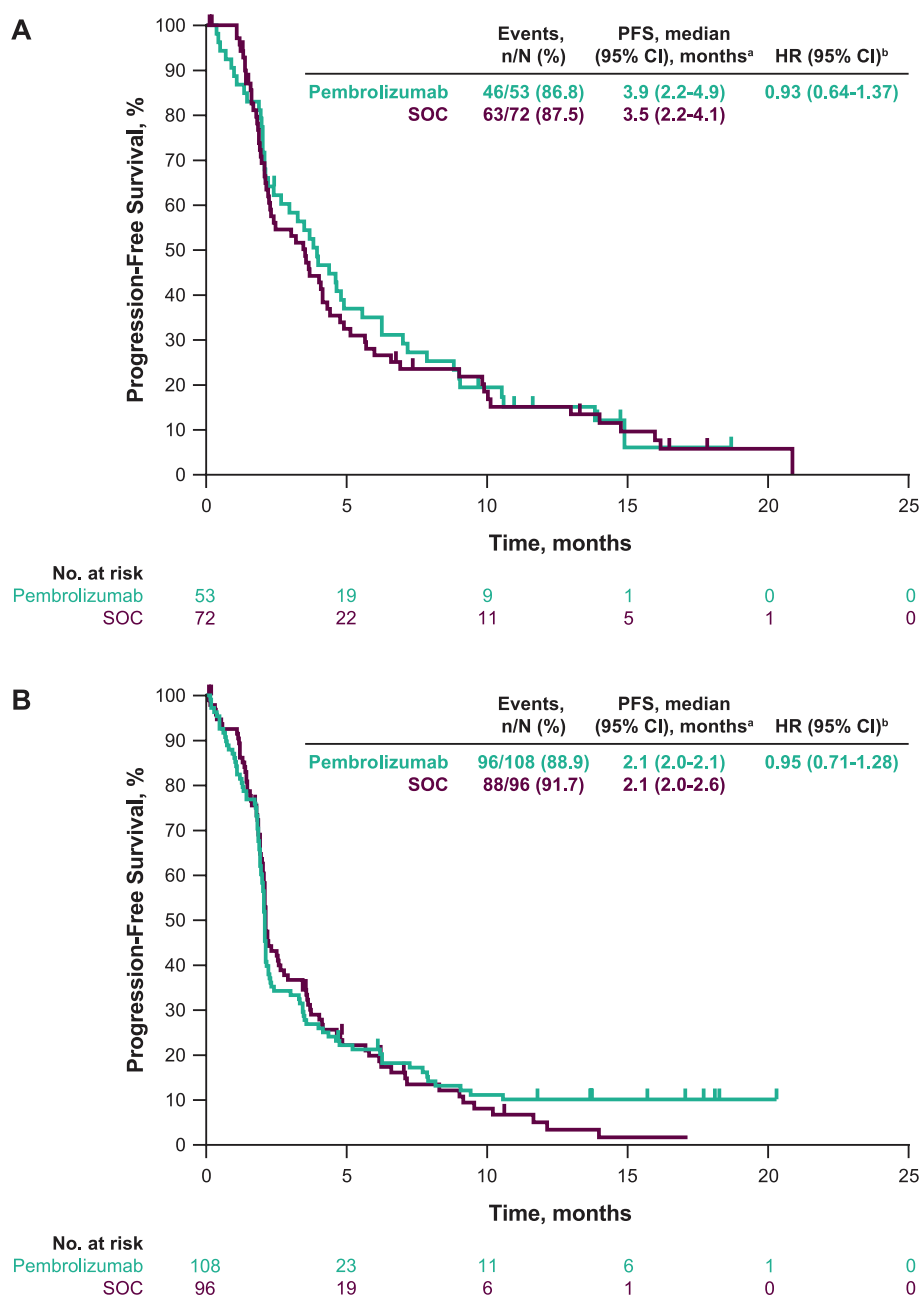 A
Events, n/N (%) PFS, median (95% CI), monthsᵃ HR (95% CI)ᵇ
Pembrolizumab 46/53 (86.8) 3.9 (2.2-4.9) 0.93 (0.64-1.37)
SOC 63/72 (87.5) 3.5 (2.2-4.1)
Progression-Free Survival, %
100
90
80
70
60
50
40
30
20
10
0
0 5 10 15 20 25
Time, months
No. at risk
Pembrolizumab 53 19 9 1 0 0
SOC 72 22 11 5 1 0
B
Events, n/N (%) PFS, median (95% CI), monthsᵃ HR (95% CI)ᵇ
Pembrolizumab 96/108 (88.9) 2.1 (2.0-2.1) 0.95 (0.71-1.28)
SOC 88/96 (91.7) 2.1 (2.0-2.6)
Progression-Free Survival, %
100
90
80
70
60
50
40
30
20
10
0
0 5 10 15 20 25
Time, months
No. at risk
Pembrolizumab 108 23 11 6 1 0
SOC 96 19 6 1 0 0